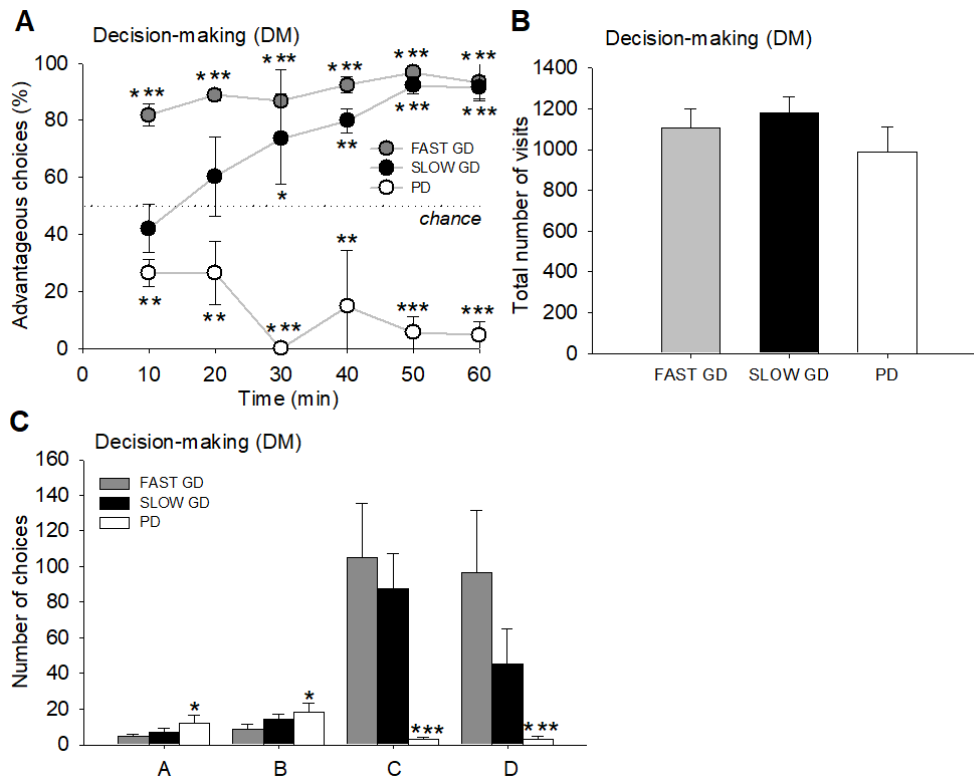 A
Decision-making (DM)
Advantageous choices (%)
100
80
60
40
20
0
*** *** *** *** *** ***
* ** *** ***
** ** *** ** *** ***
FAST GD
SLOW GD
PD
chance
0 10 20 30 40 50 60
Time (min)
B
Decision-making (DM)
Total number of visits
1400
1200
1000
800
600
400
200
0
FAST GD SLOW GD PD
C
Decision-making (DM)
Number of choices
160
140
120
100
80
60
40
20
0
FAST GD
SLOW GD
PD
* * *** ***
A B C D